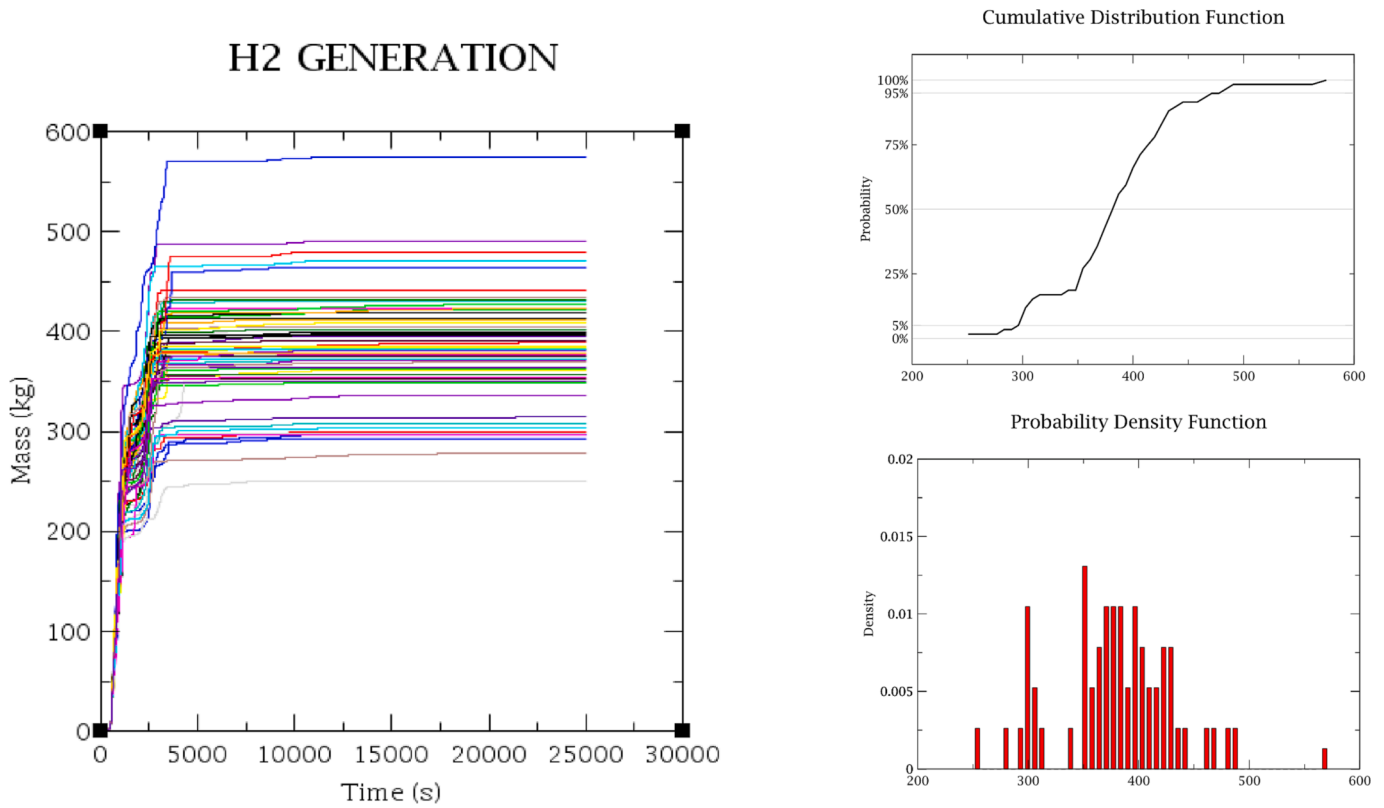 H2 GENERATION
600
500
400
300
200
100
0
Mass (kg)
0 5000 10000 15000 20000 25000 30000
Time (s)
Cumulative Distribution Function
100%
95%
75%
50%
25%
5%
0%
Probability
200 300 400 500 600
Probability Density Function
0.02
0.015
0.01
0.005
0
Density
200 300 400 500 600